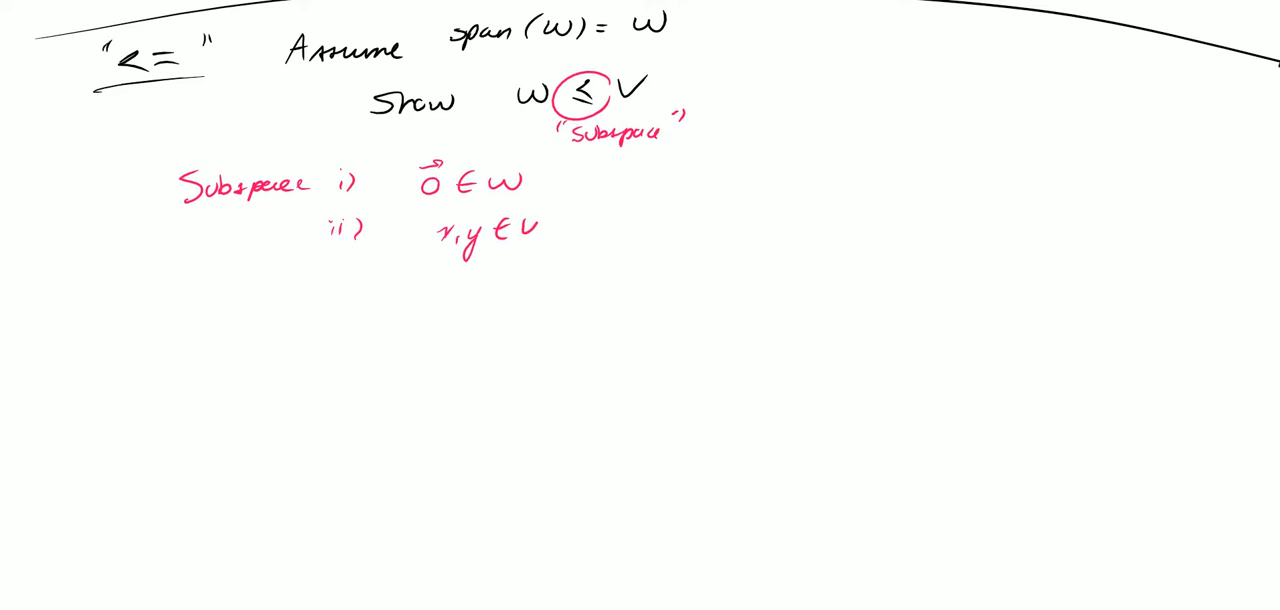 "<=" Assume span(W) = W
Show W ≤ V
"Subspace"
Subspace i) 0⃗ ∈ W
ii) x, y ∈ V